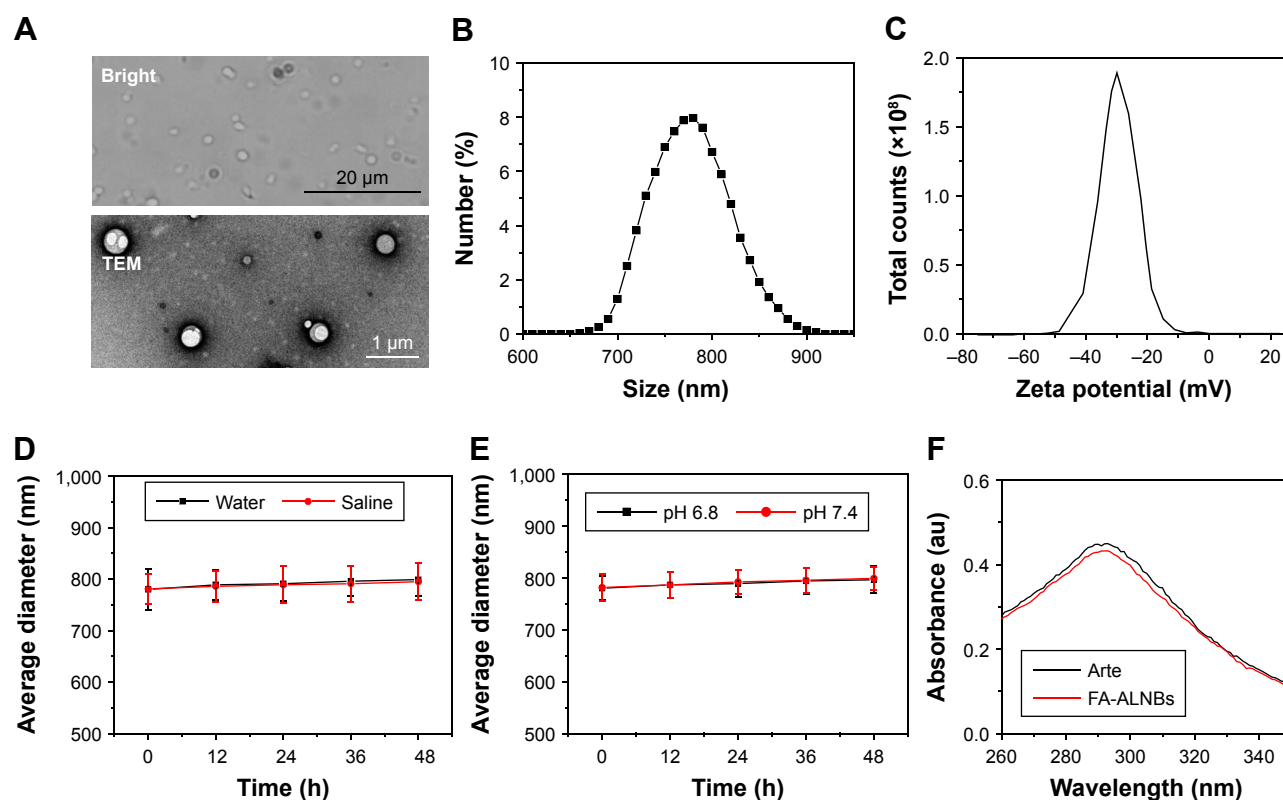 A
Bright
20 µm
TEM
1 µm
B
Number (%)
10
8
6
4
2
0
600 700 800 900
Size (nm)
C
Total counts (×10⁸)
2.0
1.5
1.0
0.5
0.0
–80 –60 –40 –20 0 20
Zeta potential (mV)
D
Average diameter (nm)
1,000
900
800
700
600
500
Water Saline
0 12 24 36 48
Time (h)
E
Average diameter (nm)
1,000
900
800
700
600
500
pH 6.8 pH 7.4
0 12 24 36 48
Time (h)
F
Absorbance (au)
0.6
0.4
0.2
0.0
Arte
FA-ALNBs
260 280 300 320 340
Wavelength (nm)